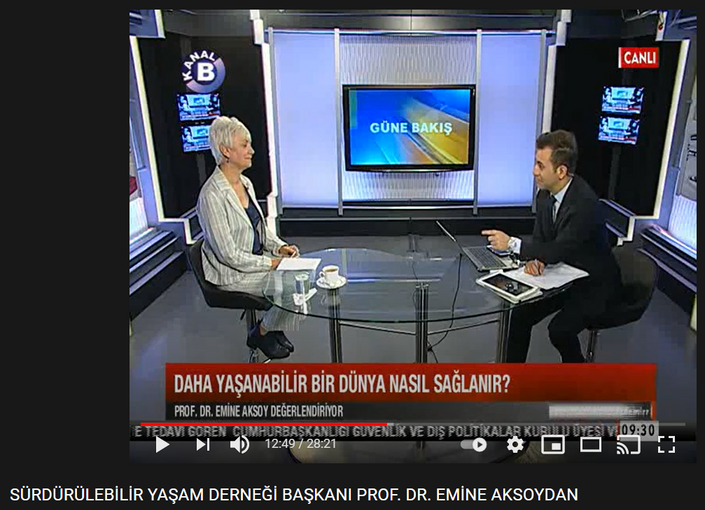 KANAL
B
CANLI
GÜNE BAKIŞ
DAHA YAŞANABİLİR BİR DÜNYA NASIL SAĞLANIR?
PROF. DR. EMİNE AKSOY DEĞERLENDİRİYOR
E TEDAVİ GÖREN CUMHURBAŞKANLIĞI GÜVENLİK VE DIŞ POLİTİKALAR KURULU ÜYESİ V 09:30
12:49 / 28:21
SÜRDÜRÜLEBİLİR YAŞAM DERNEĞİ BAŞKANI PROF. DR. EMİNE AKSOYDAN